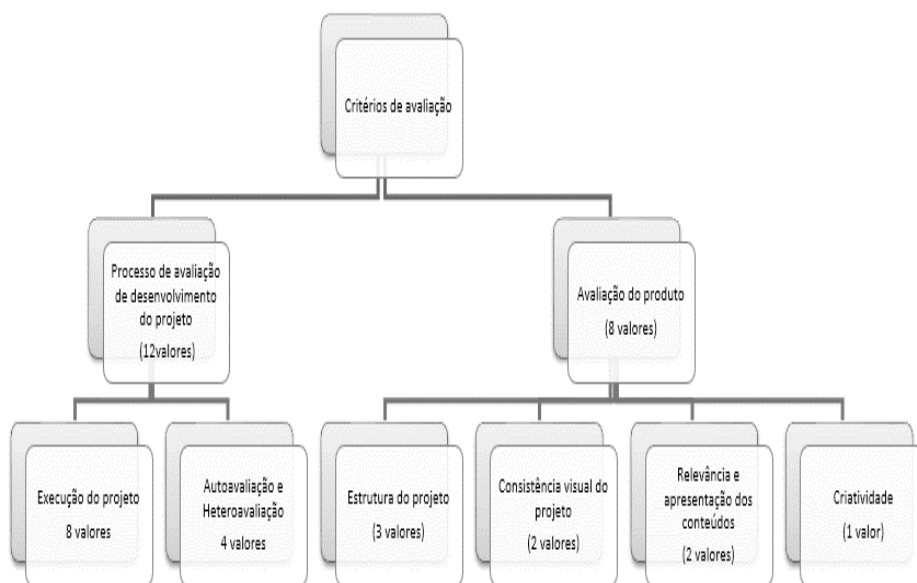 Critérios de avaliação
Processo de avaliação
de desenvolvimento
do projeto
(12valores)
Avaliação do produto
(8 valores)
Execução do projeto
8 valores
Autoavaliação e
Heteroavaliação
4 valores
Estrutura do projeto
(3 valores)
Consistência visual do
projeto
(2 valores)
Relevância e
apresentação dos
conteúdos
(2 valores)
Criatividade
(1 valor)